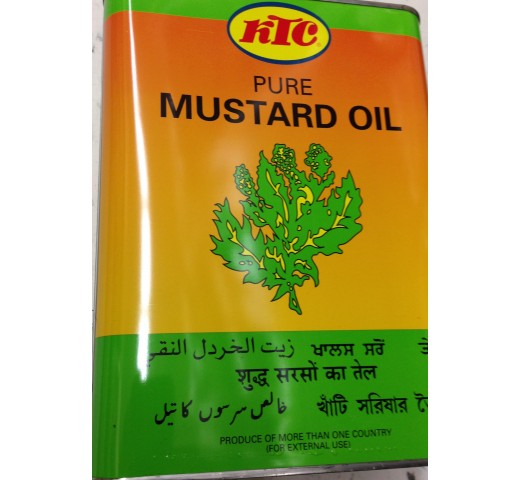 KTC
PURE
MUSTARD OIL
زيت الخردل النقي ਖਾਲਸ ਸਰੋਂ
शुद्ध सरसों का तेल
خالص سرسوں کا تیل খাঁটি সরিষার
PRODUCE OF MORE THAN ONE COUNTRY
(FOR EXTERNAL USE)